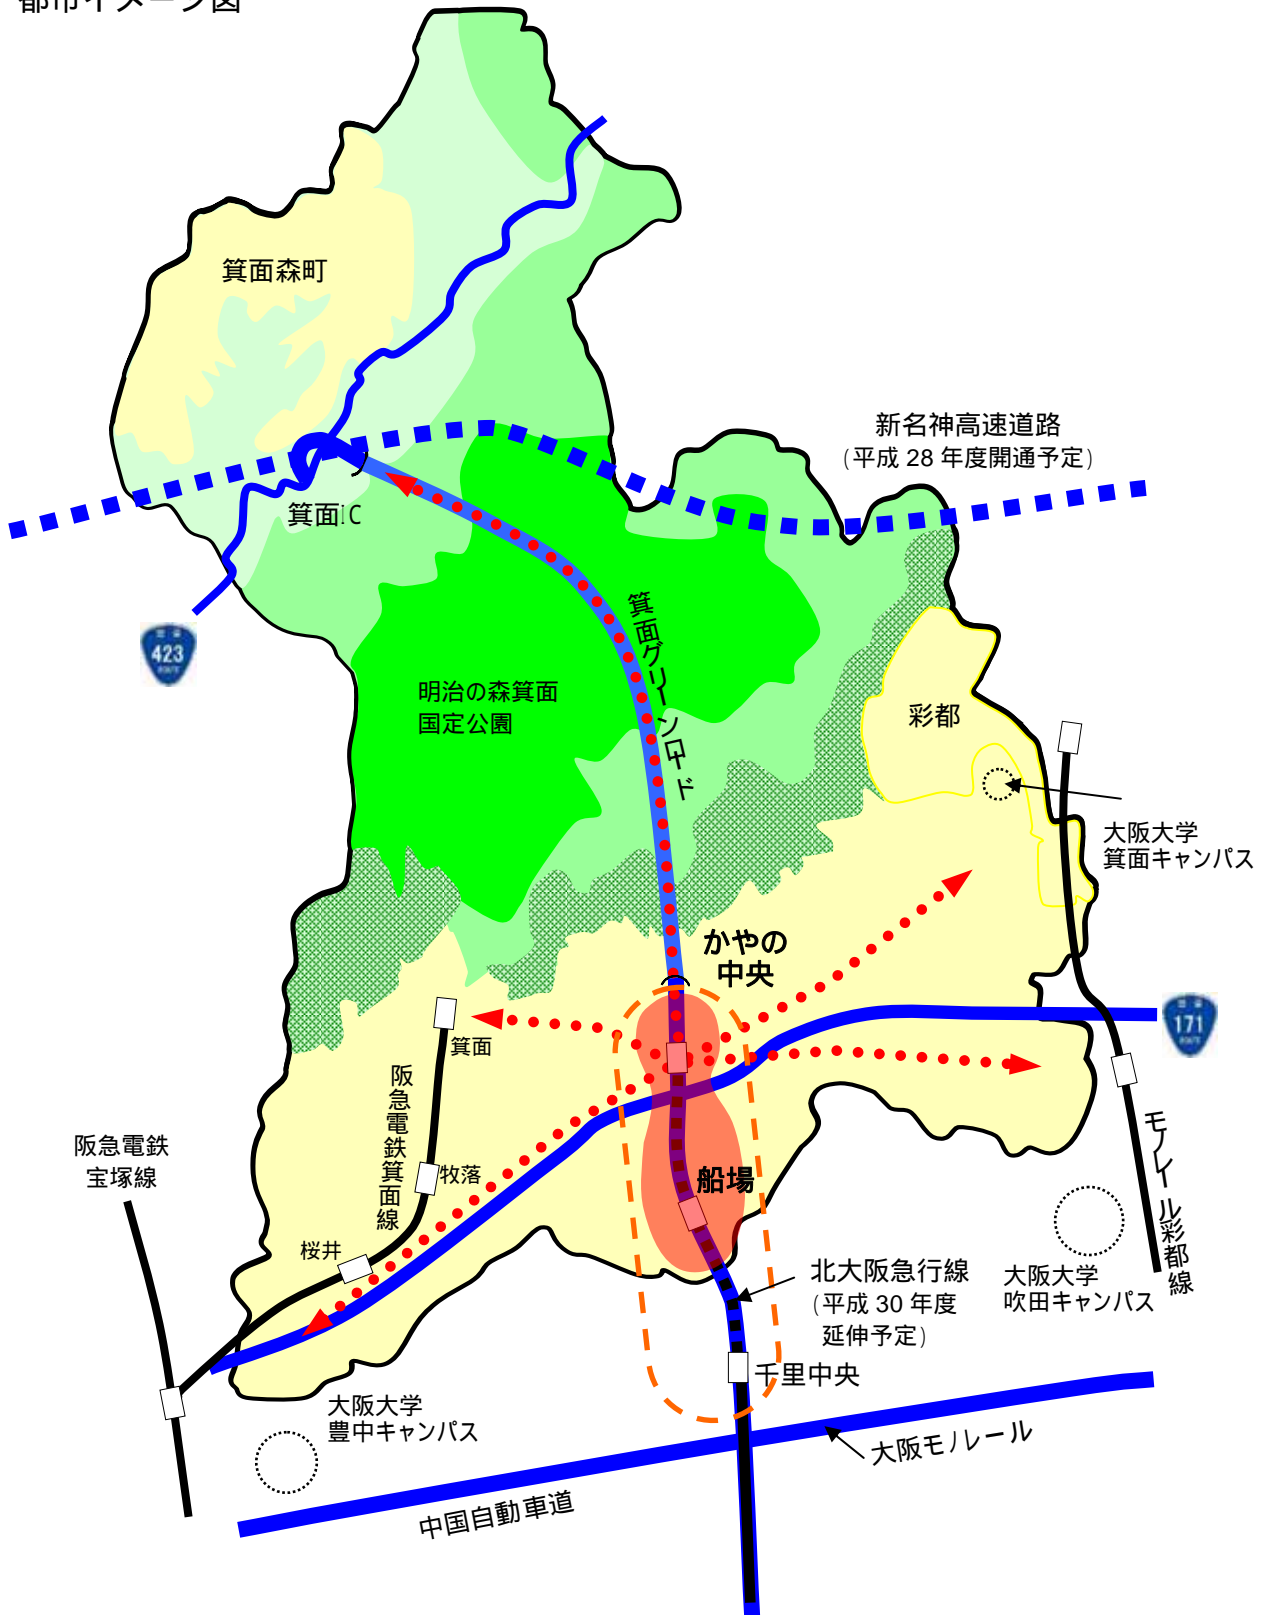 都市イメージ図
箕面森町
新名神高速道路
(平成 28 年度開通予定)
箕面IC
423
ROUTE
箕面グリーンロード
明治の森箕面
国定公園
彩都
大阪大学
箕面キャンパス
かやの
中央
171
ROUTE
箕面
阪急電鉄箕面線
モノレール彩都線
阪急電鉄
宝塚線
牧落
船場
桜井
北大阪急行線
(平成 30 年度
延伸予定)
大阪大学
吹田キャンパス
千里中央
大阪大学
豊中キャンパス
大阪モノレール
中国自動車道